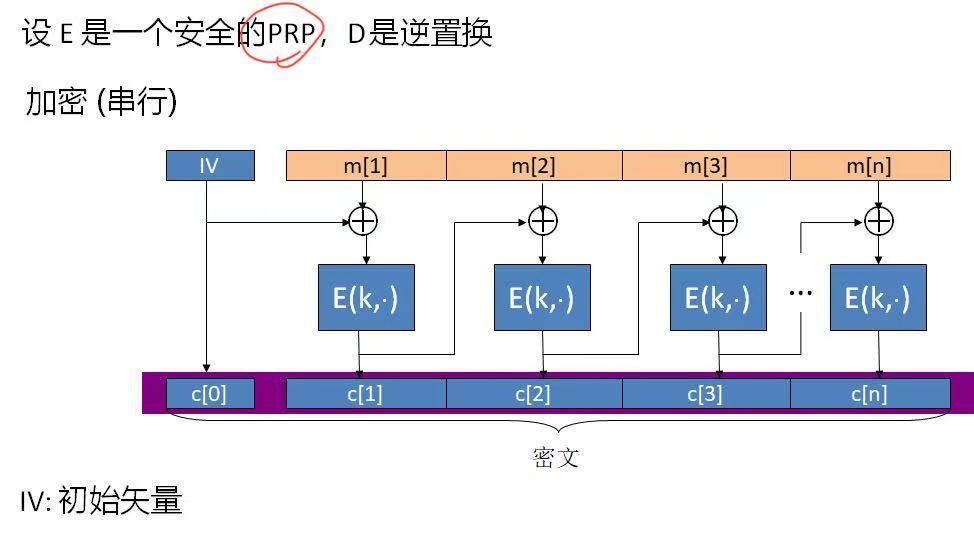 设 E 是一个安全的PRP，D是逆置换
加密 (串行)
IV m[1] m[2] m[3] m[n]
E(k,·) E(k,·) E(k,·) ... E(k,·)
c[0] c[1] c[2] c[3] c[n]
密文
IV: 初始矢量